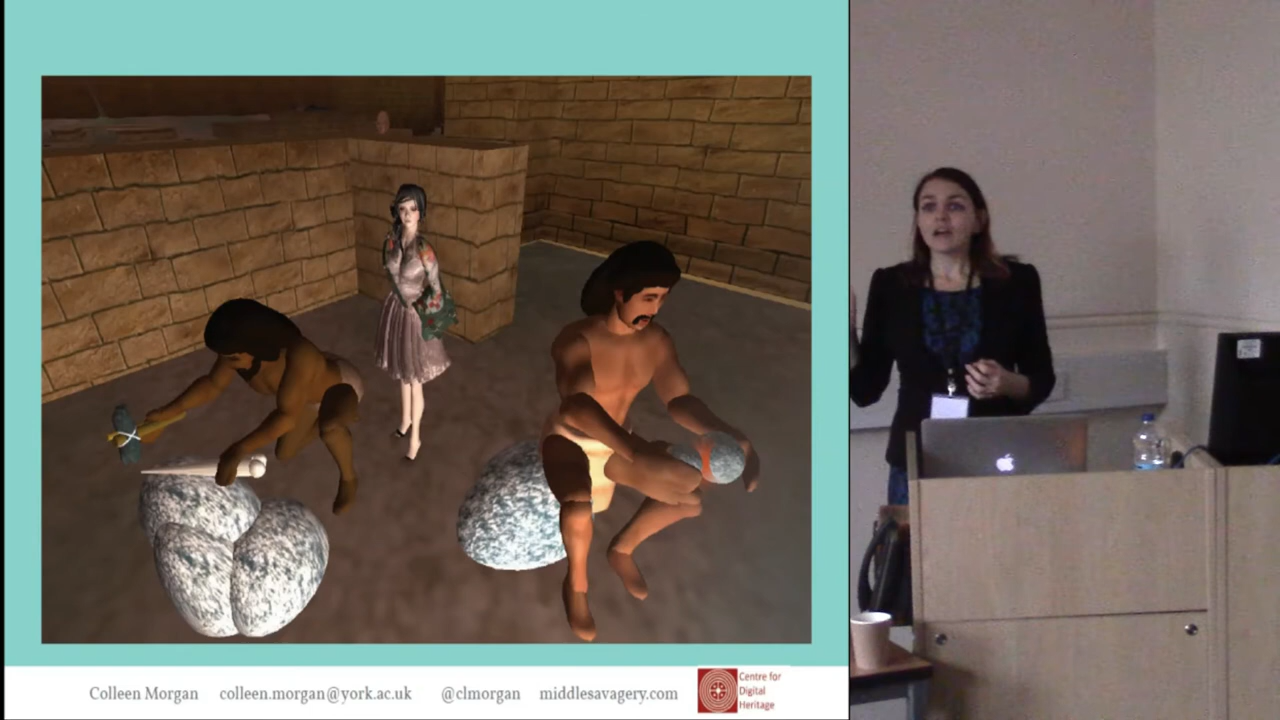 Colleen Morgan colleen.morgan@york.ac.uk @clmorgan middlesavagery.com
Centre for
Digital
Heritage